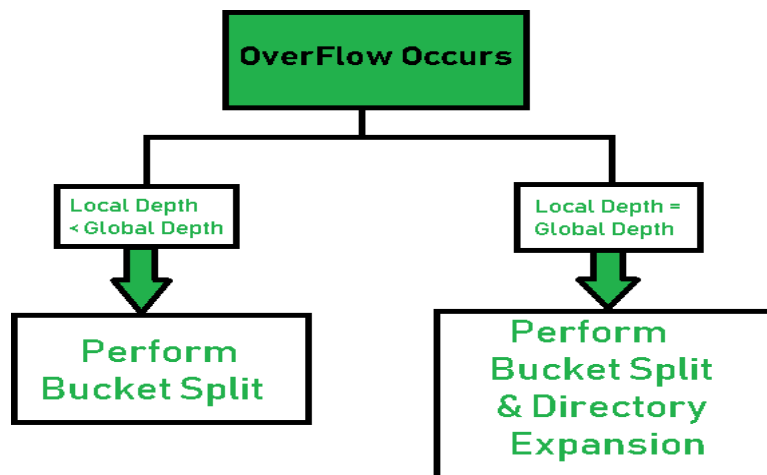 OverFlow Occurs
Local Depth
< Global Depth
Local Depth =
Global Depth
Perform
Bucket Split
Perform
Bucket Split
& Directory
Expansion